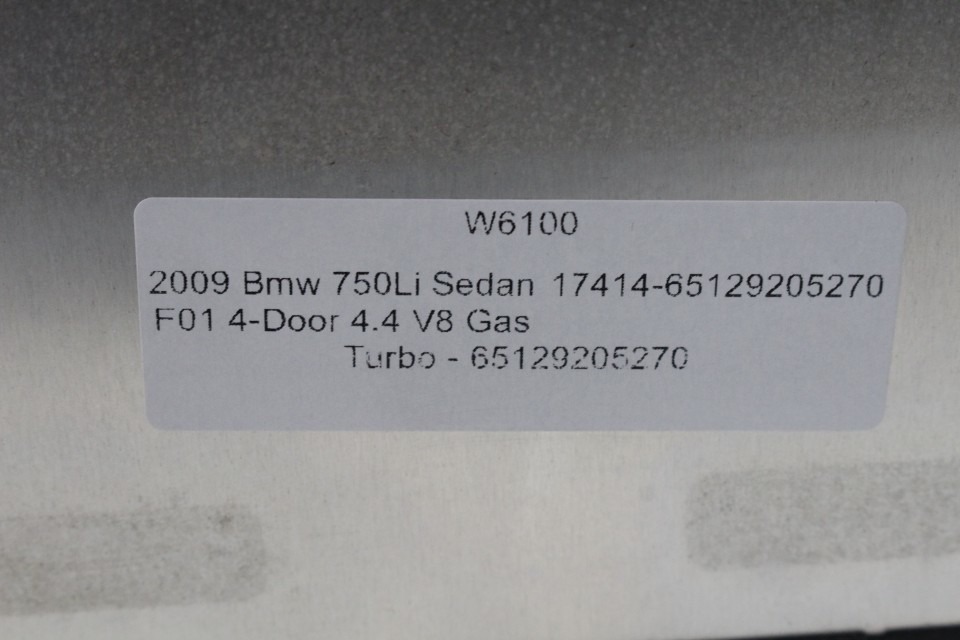 W6100
2009 Bmw 750Li Sedan 17414-65129205270
F01 4-Door 4.4 V8 Gas
Turbo - 65129205270